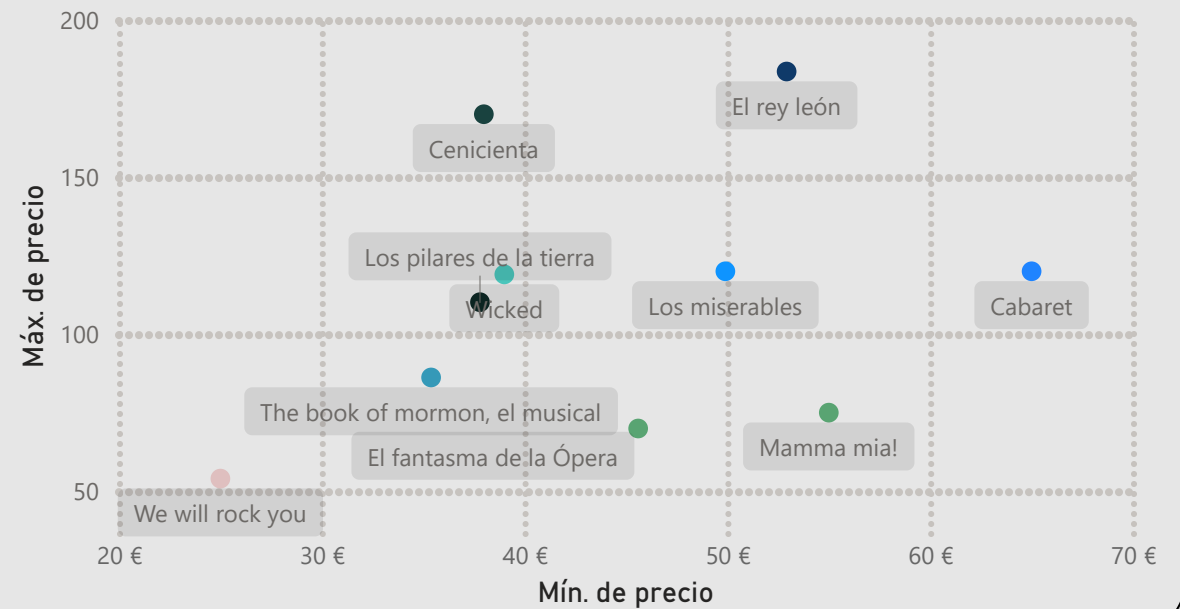 200
El rey león
Cenicienta
150
Los pilares de la tierra
Wicked
Los miserables
Cabaret
100
The book of mormon, el musical
El fantasma de la Ópera
Mamma mia!
50
We will rock you
20 €
30 €
40 €
50 €
60 €
70 €
Máx. de precio
Mín. de precio